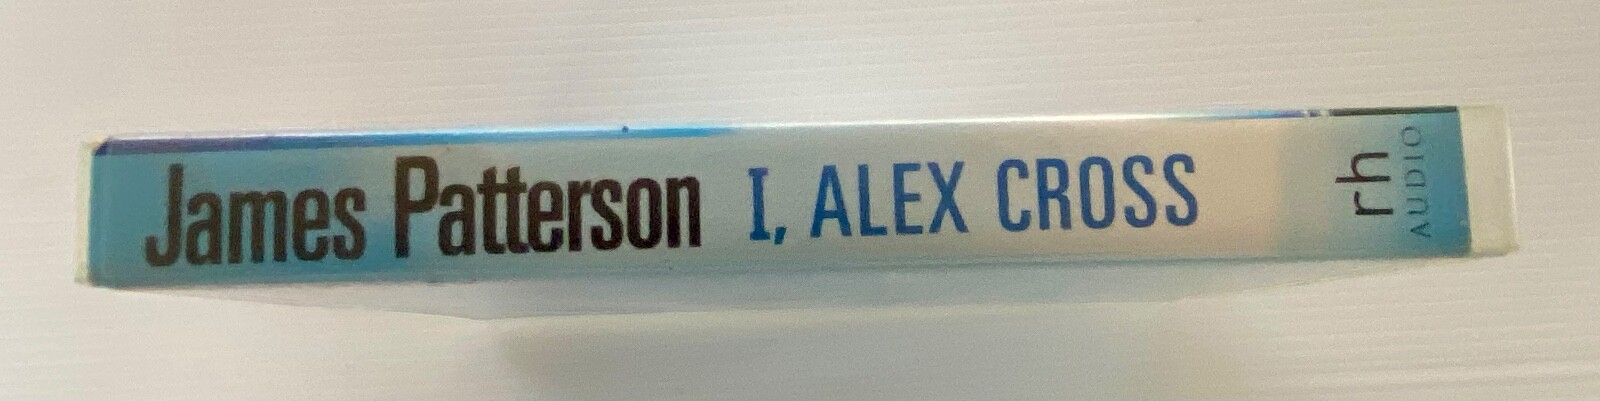 James Patterson I, ALEX CROSS
rh
AUDIO